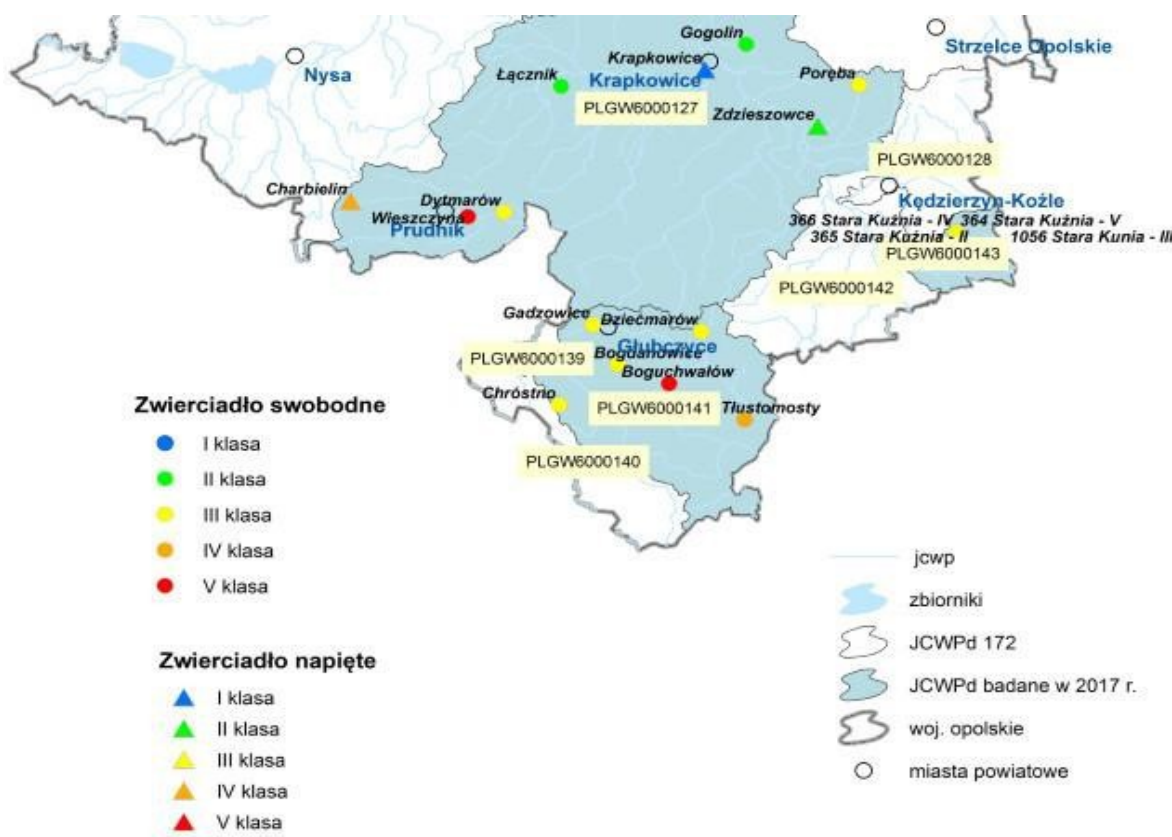 Gogolin
Strzelce Opolskie
Krapkowice
Nysa
Łącznik
Krapkowice
Poręba
PLGW6000127
Zdzieszowce
PLGW6000128
Charbielin
Dytmarów
Kędzierzyn-Koźle
Wieszczyna
Prudnik
366 Stara Kuźnia - IV 364 Stara Kuźnia - V
365 Stara Kuźnia - II 1056 Stara Kunia - III
PLGW6000143
PLGW6000142
Gadzowice Dziećmarów
Głubczyce
PLGW6000139
Bogdanowice
Boguchwałów
Chróstno
PLGW6000141
Tłustomosty
PLGW6000140
Zwierciadło swobodne
I klasa
II klasa
III klasa
IV klasa
V klasa
Zwierciadło napięte
I klasa
II klasa
III klasa
IV klasa
V klasa
jcwp
zbiorniki
JCWPd 172
JCWPd badane w 2017 r.
woj. opolskie
miasta powiatowe